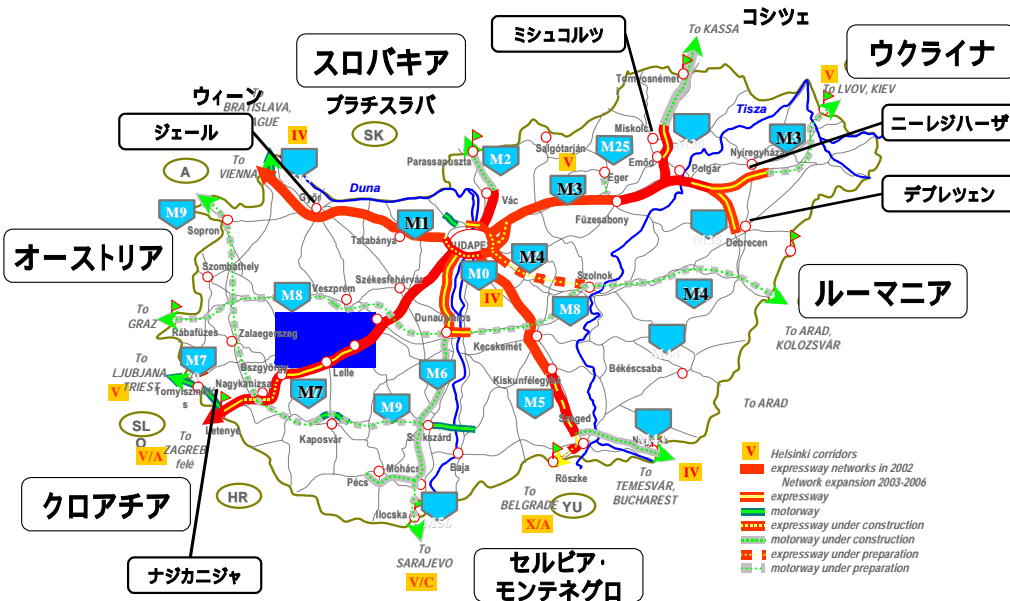 コシツェ
ミシュコルツ
To KASSA
スロバキア
ウクライナ
Tornyosnémet
V
To LVOV, KIEV
ウィーン
ブラチスラバ
To
BRATISLAVA,
ジェール
IV
SK
Tisza
Miskolc
M3
ニーレジハーザ
Salgótarján
M25
Emőd
Parassapuszta
M2
V
Polgár
Nyíregyháza
A
To
VIENNA
Eger
M3
Duna
Vác
デブレツェン
M9
Győr
Füzesabony
M1
Sopron
Tatabánya
Debrecen
オーストリア
M4
Szombathely
Székesfehérvár
M0
Szolnok
ルーマニア
M8
Veszprém
IV
M4
To
GRAZ
Dunaújváros
M8
Rábafüzes
Zalaegerszeg
To ARAD,
KOLOZSVÁR
Kecskemét
To
LJUBJANA
TRIEST
M7
M6
Békéscsaba
Nagykanizsa
Lelle
Kiskunfélegyháza
V
M7
M5
To ARAD
Letenye
M9
SL
O
Kaposvár
Szekszárd
Szeged
To
ZAGREB
felé
V/A
Baja
V Helsinki corridors
expressway networks in 2002
Network expansion 2003-2006
expressway
motorway
expressway under construction
motorway under construction
expressway under preparation
motorway under preparation
Mohács
Röszke
To
TEMESVÁR,
BUCHAREST
IV
クロアチア
HR
Pécs
To
BELGRADE
X/A
YU
To
SARAJEVO
V/C
ナジカニジャ
セルビア・
モンテネグロ